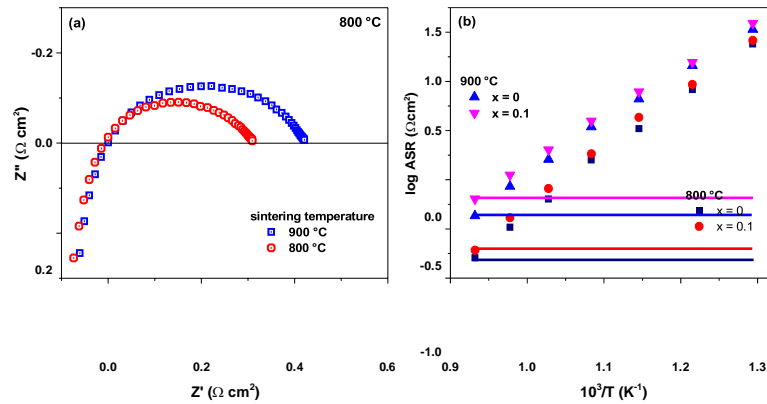 (a)
800 °C
-0.2
0.0
0.2
Z'' (Ω cm²)
sintering temperature
900 °C
800 °C
0.0
0.2
0.4
0.6
Z' (Ω cm²)
(b)
1.5
1.0
0.5
0.0
-0.5
-1.0
log ASR (Ωcm²)
900 °C
x = 0
x = 0.1
800 °C
x = 0
x = 0.1
0.9
1.0
1.1
1.2
1.3
10³/T (K⁻¹)